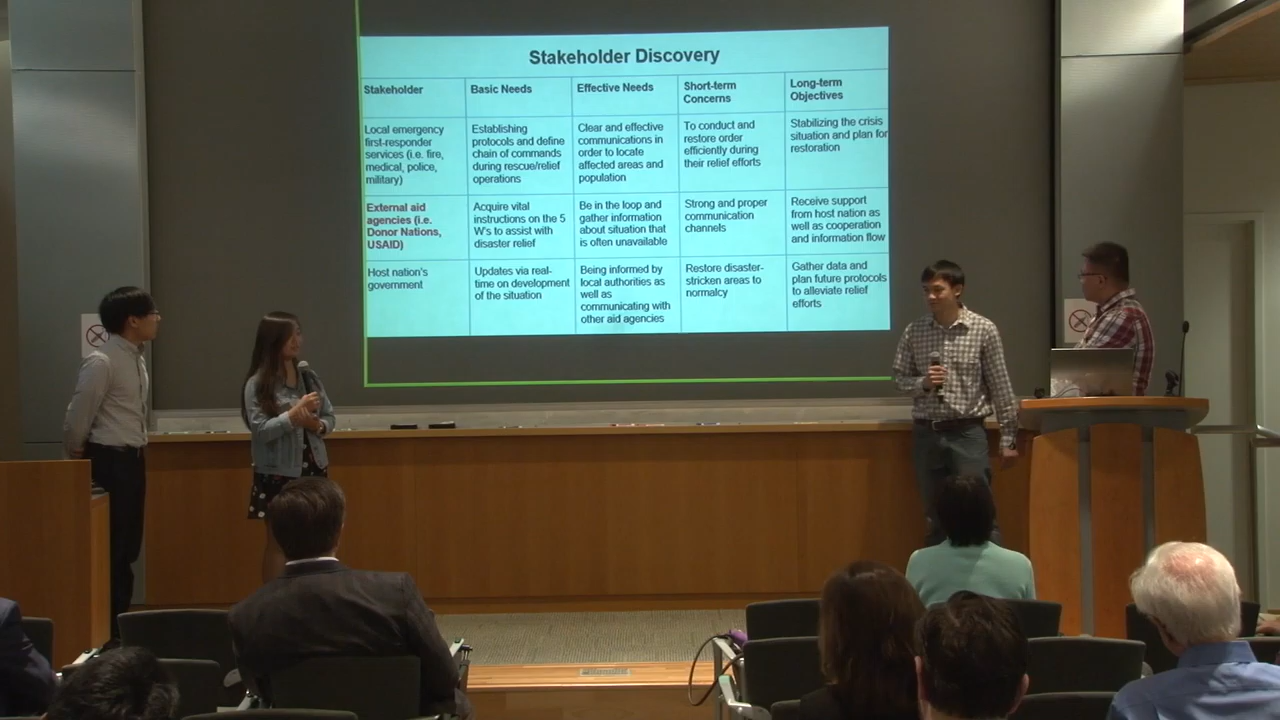 Stakeholder Discovery
Stakeholder
Basic Needs
Effective Needs
Short-term
Concerns
Long-term
Objectives
Local emergency
first-responder
services (i.e. fire,
medical, police,
military)
Establishing
protocols and define
chain of commands
during rescue/relief
operations
Clear and effective
communications in
order to locate
affected areas and
population
To conduct and
restore order
efficiently during
their relief efforts
Stabilizing the crisis
situation and plan for
restoration
External aid
agencies (i.e.
Donor Nations,
USAID)
Acquire vital
instructions on the 5
W's to assist with
disaster relief
Be in the loop and
gather information
about situation that
is often unavailable
Strong and proper
communication
channels
Receive support
from host nation as
well as cooperation
and information flow
Host nation's
government
Updates via real-
time on development
of the situation
Being informed by
local authorities as
well as
communicating with
other aid agencies
Restore disaster-
stricken areas to
normalcy
Gather data and
plan future protocols
to alleviate relief
efforts